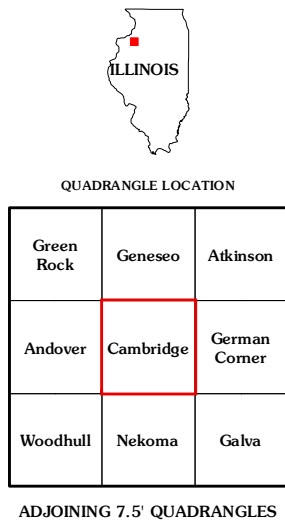 ILLINOIS
QUADRANGLE LOCATION
Green
Rock
Geneseo
Atkinson
Andover
Cambridge
German
Corner
Woodhull
Nekoma
Galva
ADJOINING 7.5' QUADRANGLES